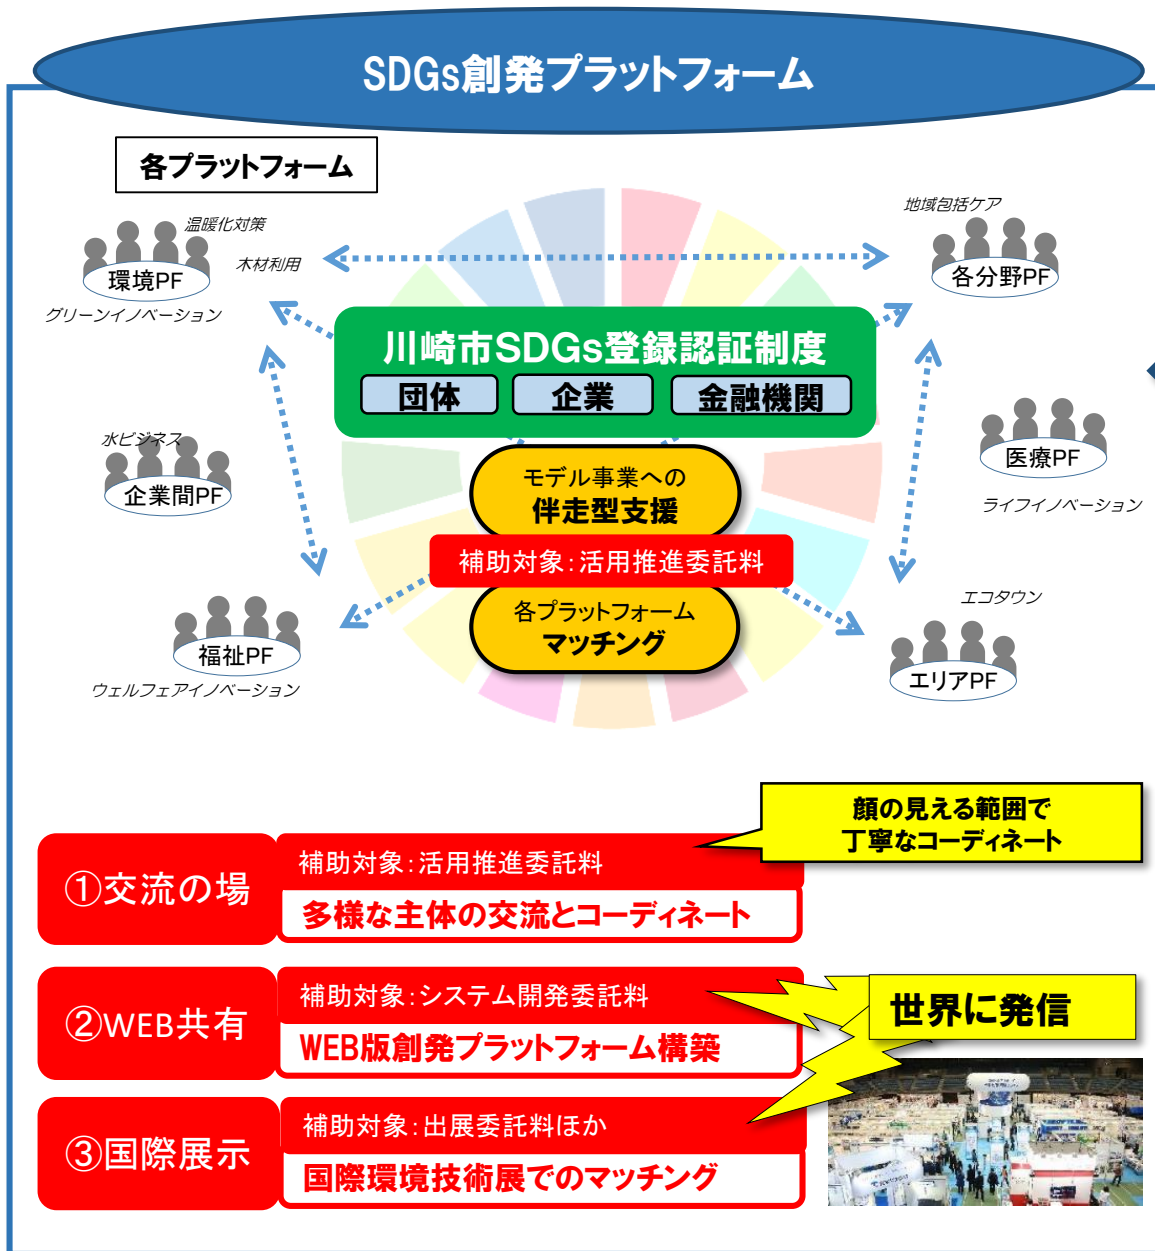 SDGs創発プラットフォーム
各プラットフォーム
温暖化対策
環境PF
木材利用
グリーンイノベーション
地域包括ケア
各分野PF
川崎市SDGs登録認証制度
団体
企業
金融機関
水ビジネス
企業間PF
医療PF
ライフイノベーション
モデル事業への
伴走型支援
補助対象：活用推進委託料
各プラットフォーム
マッチング
福祉PF
ウェルフェアイノベーション
エコタウン
エリアPF
顔の見える範囲で
丁寧なコーディネート
①交流の場
補助対象：活用推進委託料
多様な主体の交流とコーディネート
②WEB共有
補助対象：システム開発委託料
WEB版創発プラットフォーム構築
世界に発信
③国際展示
補助対象：出展委託料ほか
国際環境技術展でのマッチング